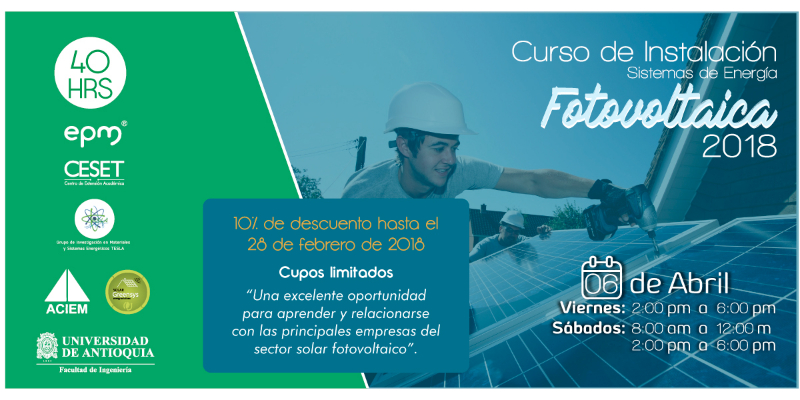 40
HRS
epm®
CESET
Centro de Extensión Académica
Grupo de Investigación en Materiales
y Sistemas Energéticos TESLA
ACIEM
Greensys
UNIVERSIDAD
DE ANTIOQUIA
1803
Facultad de Ingeniería
10% de descuento hasta el
28 de febrero de 2018
Cupos limitados
“Una excelente oportunidad
para aprender y relacionarse
con las principales empresas del
sector solar fotovoltaico”.
Curso de Instalación
Sistemas de Energía
Fotovoltaica
2018
06 de Abril
Viernes: 2:00 pm a 6:00 pm
Sábados: 8:00 am a 12:00 m
2:00 pm a 6:00 pm